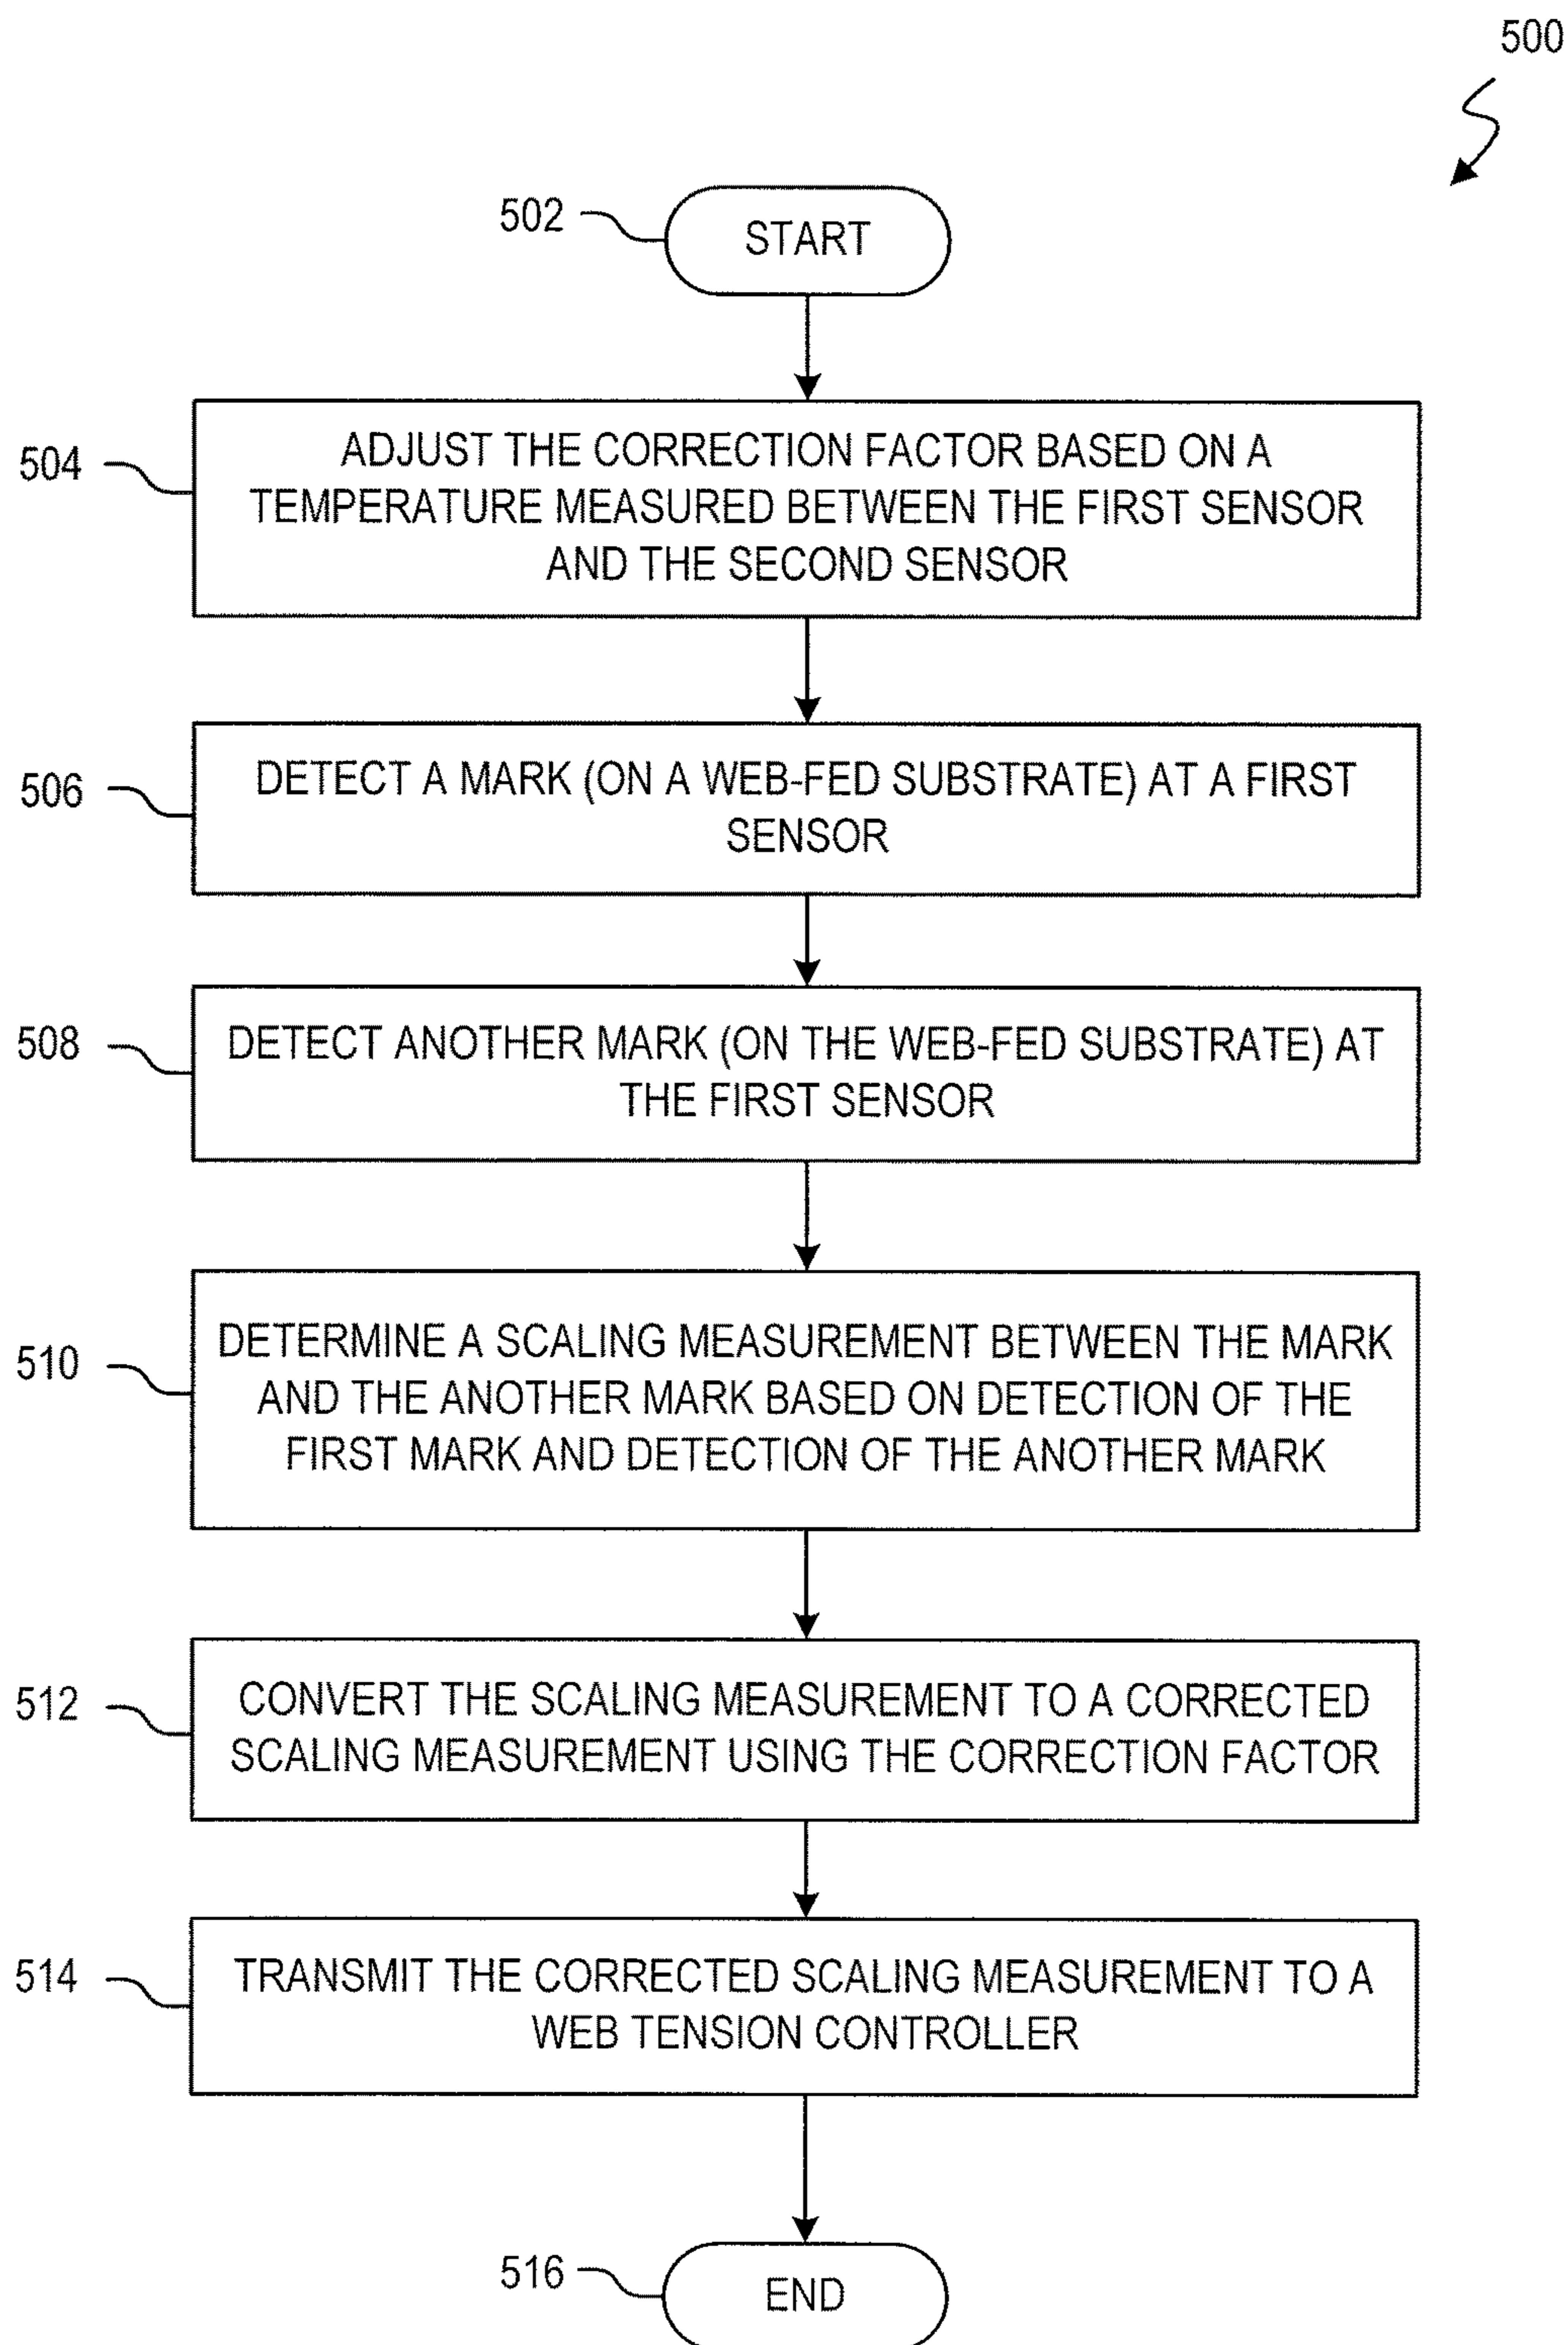 500
502
START
504
ADJUST THE CORRECTION FACTOR BASED ON A
TEMPERATURE MEASURED BETWEEN THE FIRST SENSOR
AND THE SECOND SENSOR
506
DETECT A MARK (ON A WEB-FED SUBSTRATE) AT A FIRST
SENSOR
508
DETECT ANOTHER MARK (ON THE WEB-FED SUBSTRATE) AT
THE FIRST SENSOR
510
DETERMINE A SCALING MEASUREMENT BETWEEN THE MARK
AND THE ANOTHER MARK BASED ON DETECTION OF THE
FIRST MARK AND DETECTION OF THE ANOTHER MARK
512
CONVERT THE SCALING MEASUREMENT TO A CORRECTED
SCALING MEASUREMENT USING THE CORRECTION FACTOR
514
TRANSMIT THE CORRECTED SCALING MEASUREMENT TO A
WEB TENSION CONTROLLER
516
END